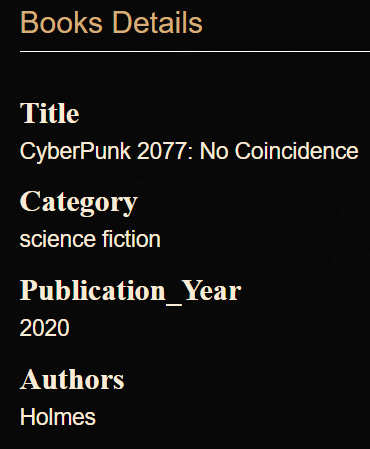 Books Details
Title
CyberPunk 2077: No Coincidence
Category
science fiction
Publication_Year
2020
Authors
Holmes